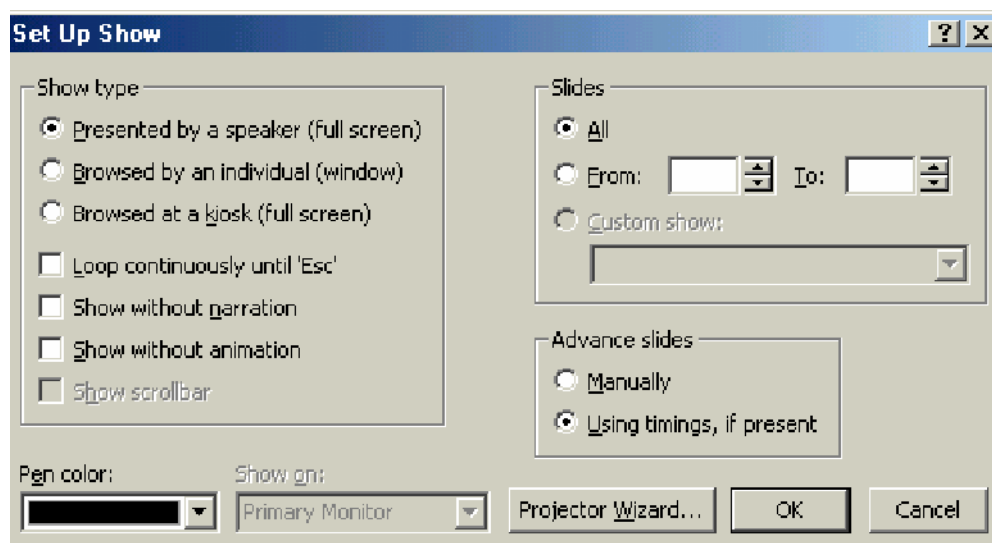 Set Up Show
Show type
Presented by a speaker (full screen)
Browsed by an individual (window)
Browsed at a kiosk (full screen)
Loop continuously until 'Esc'
Show without narration
Show without animation
Show scrollbar
Slides
All
From: To:
Custom show:
Advance slides
Manually
Using timings, if present
Pen color:
Show on:
Primary Monitor
Projector Wizard...
OK
Cancel